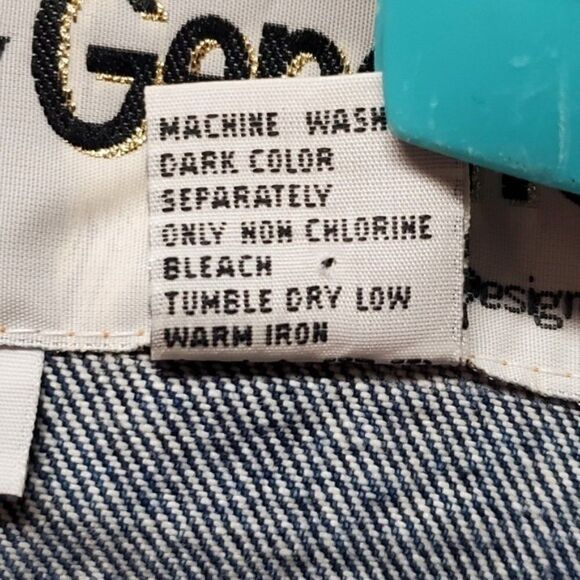 MACHINE WASH
DARK COLOR
SEPARATELY
ONLY NON CHLORINE
BLEACH
TUMBLE DRY LOW
WARM IRON